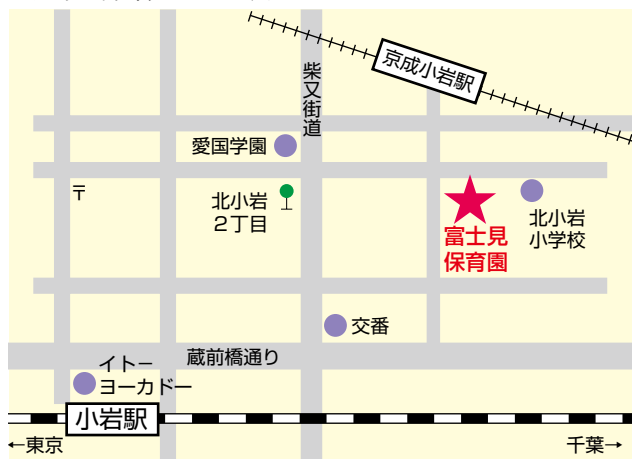 京成小岩駅
柴又街道
愛国学園
〒
北小岩
2丁目
北小岩
小学校
富士見
保育園
交番
蔵前橋通り
イトー
ヨーカドー
小岩駅
←東京
千葉→